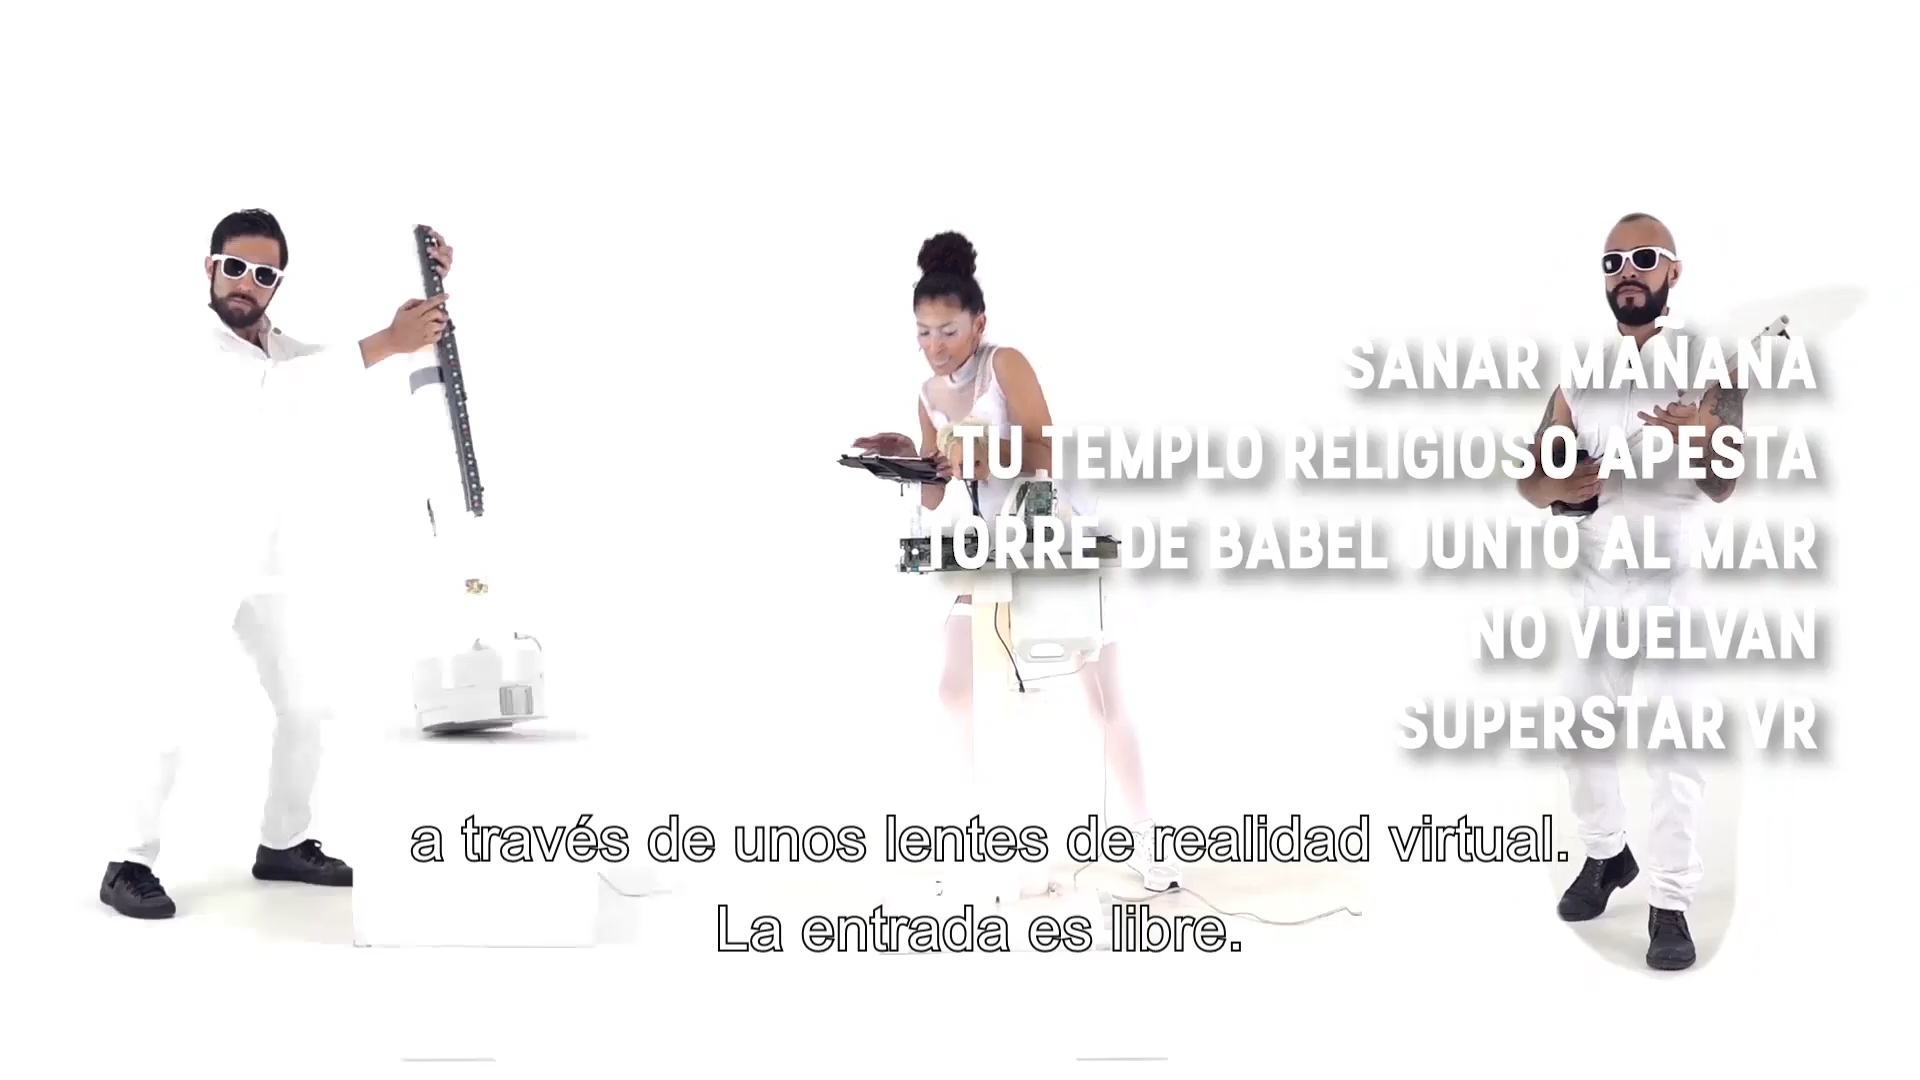 SANAR MAÑANA
TU TEMPLO RELIGIOSO APESTA
TORRE DE BABEL JUNTO AL MAR
NO VUELVAN
SUPERSTAR VR
a través de unos lentes de realidad virtual.
La entrada es libre.